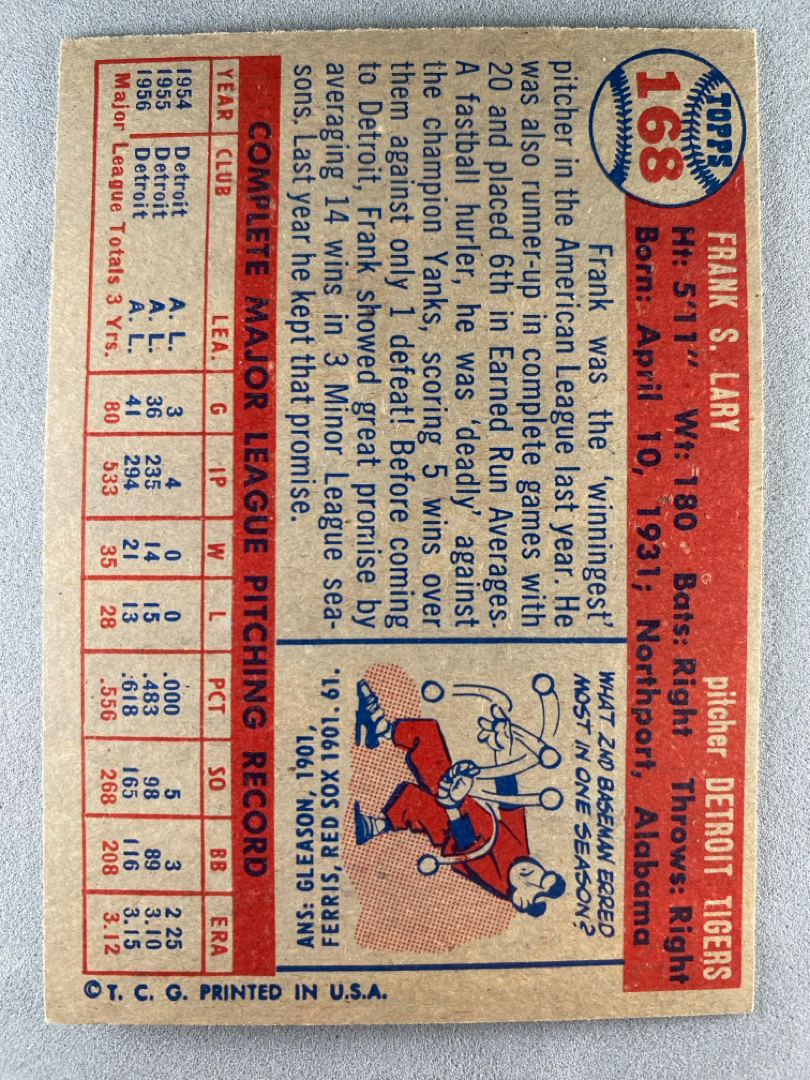 TOPPS
168
FRANK S. LARY pitcher DETROIT TIGERS
Ht: 5'11" Wt: 180 Bats: Right Throws: Right
Born: April 10, 1931; Northport, Alabama
Frank was the 'winningest'
pitcher in the American League last year. He
was also runner-up in complete games with
20 and placed 6th in Earned Run Averages.
A fastball hurler, he was 'deadly' against
the champion Yanks, scoring 5 wins over
them against only 1 defeat! Before coming
to Detroit, Frank showed great promise by
averaging 14 wins in 3 Minor League sea-
sons. Last year he kept that promise.
WHAT 2ND BASEMAN ERRED
MOST IN ONE SEASON?
ANS: GLEASON, 1901,
FERRIS, RED SOX 1901. 61.
COMPLETE MAJOR LEAGUE PITCHING RECORD
YEAR CLUB LEA. G IP W L PCT SO BB ERA
1954 Detroit A. L. 3 4 0 0 .000 5 3 2 25
1955 Detroit A. L. 36 235 14 15 .483 98 89 3.10
1956 Detroit A. L. 41 294 21 13 .618 165 116 3.15
Major League Totals 3 Yrs. 80 533 35 28 .556 268 208 3.12
© T. C. G. PRINTED IN U.S.A.